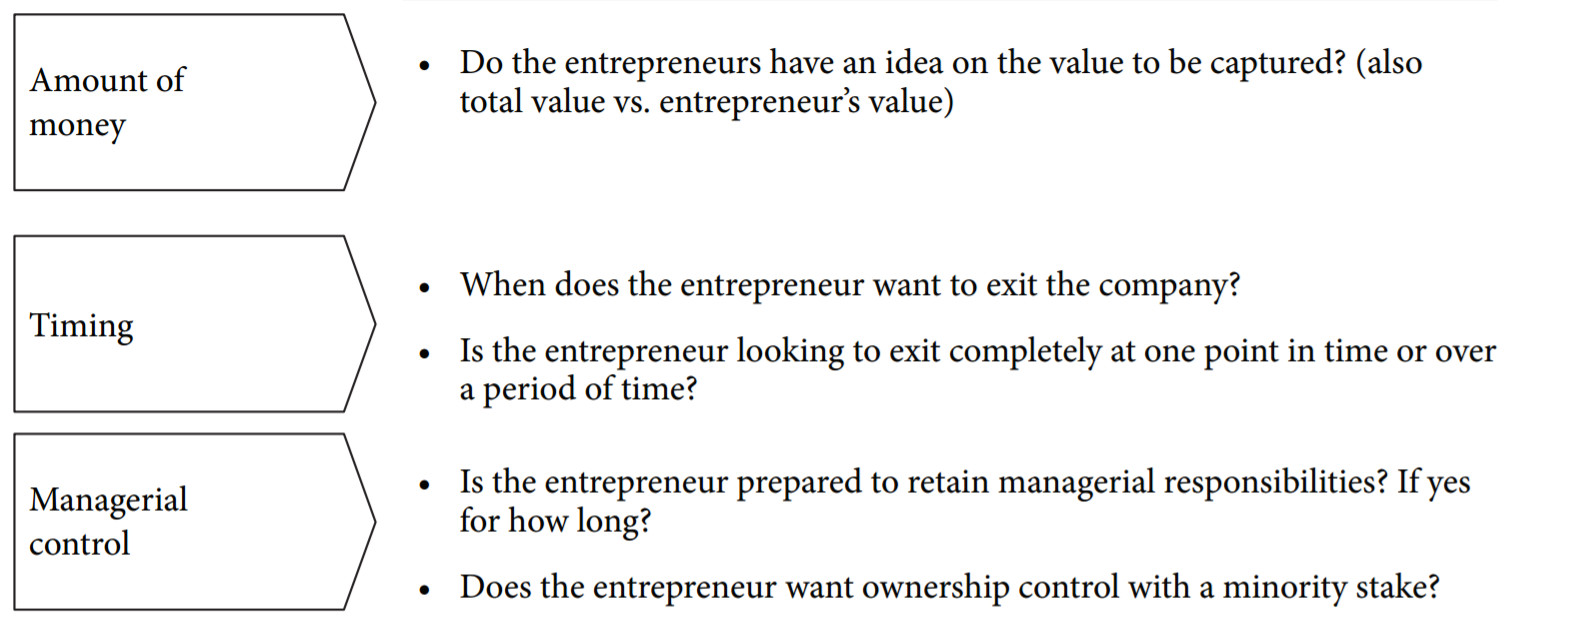 Amount of
money
• Do the entrepreneurs have an idea on the value to be captured? (also
total value vs. entrepreneur’s value)
Timing
• When does the entrepreneur want to exit the company?
• Is the entrepreneur looking to exit completely at one point in time or over
a period of time?
Managerial
control
• Is the entrepreneur prepared to retain managerial responsibilities? If yes
for how long?
• Does the entrepreneur want ownership control with a minority stake?